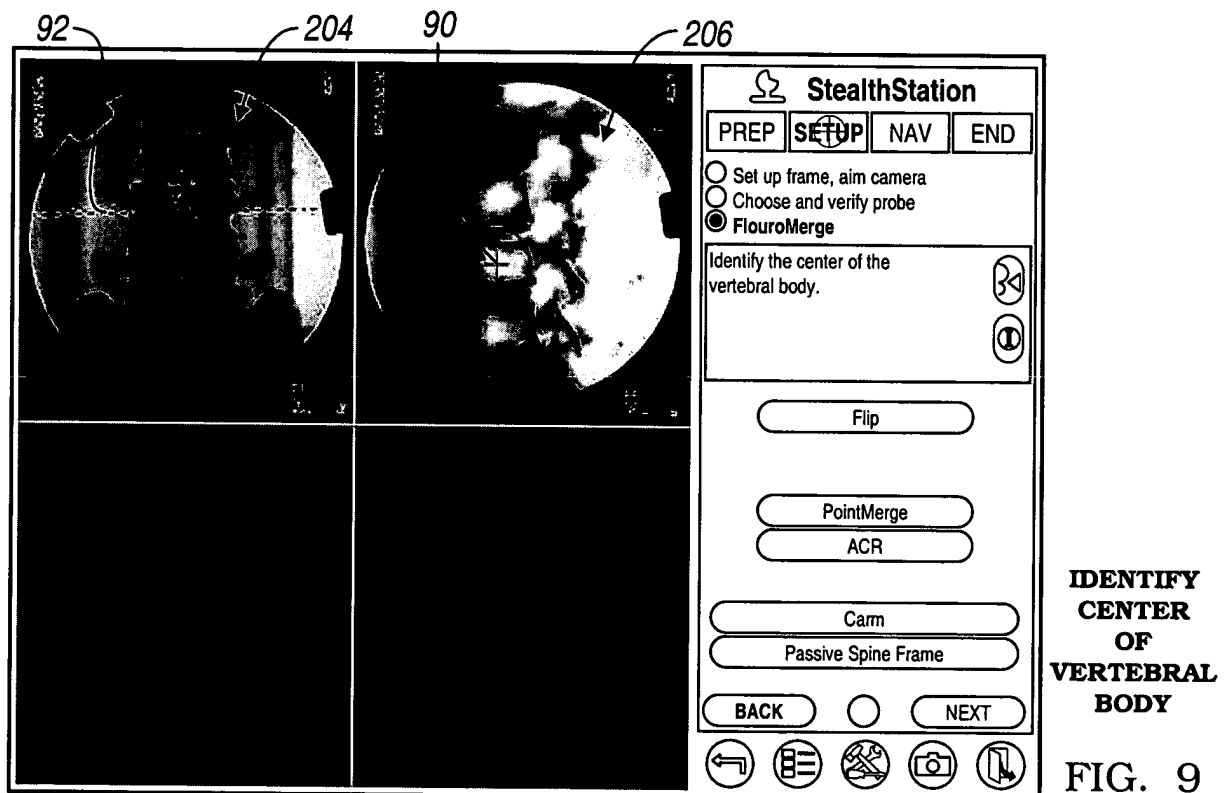 92
204
90
206
StealthStation
PREP
SETUP
NAV
END
Set up frame, aim camera
Choose and verify probe
FlouroMerge
Identify the center of the
vertebral body.
Flip
PointMerge
ACR
Carm
Passive Spine Frame
BACK
NEXT
IDENTIFY
CENTER
OF
VERTEBRAL
BODY
FIG. 9